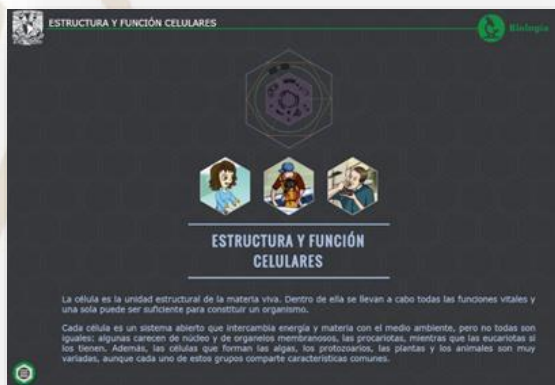 ESTRUCTURA Y FUNCIÓN CELULARES
Biología
ESTRUCTURA Y FUNCIÓN
CELULARES
La célula es la unidad estructural de la materia viva. Dentro de ella se llevan a cabo todas las funciones vitales y
una sola puede ser suficiente para constituir un organismo.
Cada célula es un sistema abierto que intercambia energía y materia con el medio ambiente, pero no todas son
iguales: algunas carecen de núcleo y de organelos membranosos, las procariotas, mientras que las eucariotas sí
los tienen. Además, las células que forman las algas, los protozoarios, las plantas y los animales son muy
variadas, aunque cada uno de estos grupos comparte características comunes.